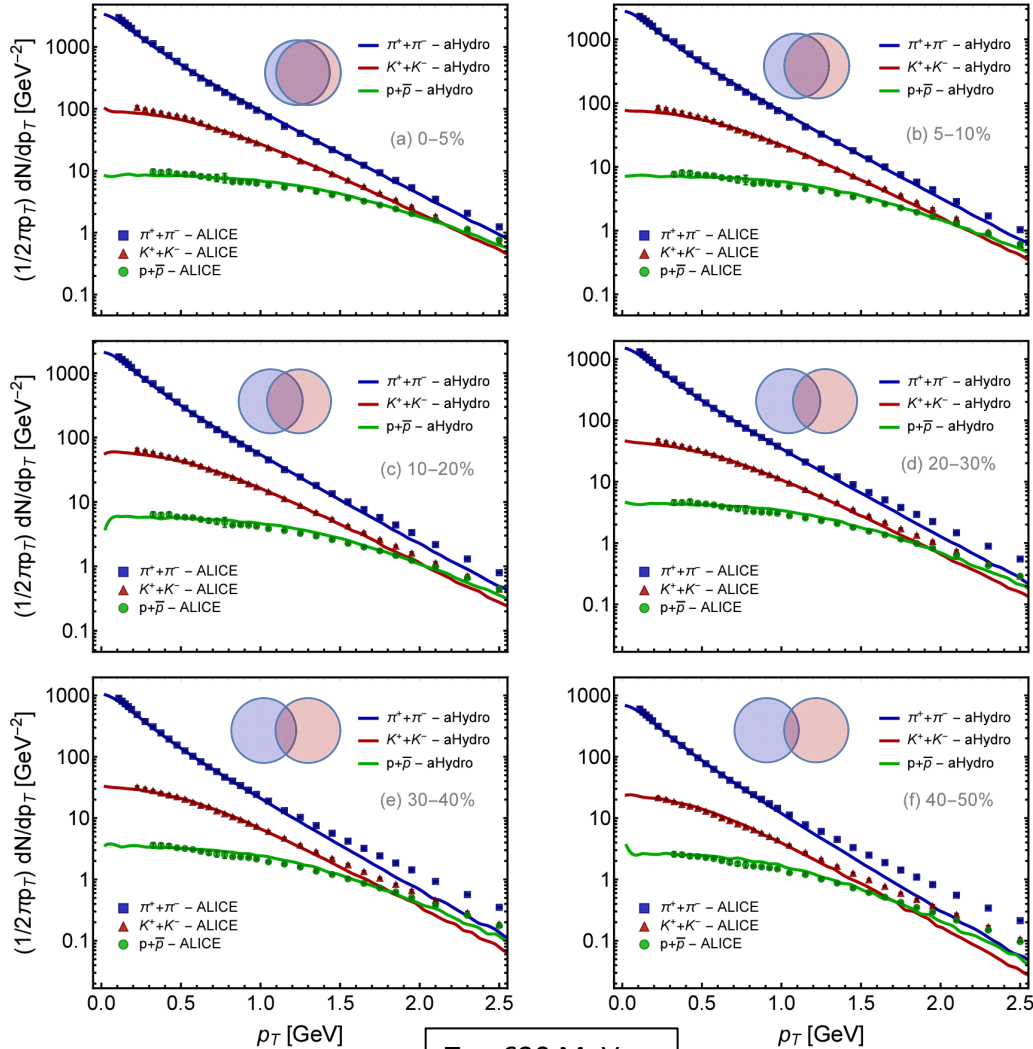 (1/2πp_T) dN/dp_T [GeV⁻²]
1000
100
10
1
0.1
π⁺+π⁻ – aHydro
K⁺+K⁻ – aHydro
p+p̅ – aHydro
(a) 0–5%
π⁺+π⁻ – ALICE
K⁺+K⁻ – ALICE
p+p̅ – ALICE
1000
100
10
1
0.1
π⁺+π⁻ – aHydro
K⁺+K⁻ – aHydro
p+p̅ – aHydro
(b) 5–10%
π⁺+π⁻ – ALICE
K⁺+K⁻ – ALICE
p+p̅ – ALICE
(1/2πp_T) dN/dp_T [GeV⁻²]
1000
100
10
1
0.1
π⁺+π⁻ – aHydro
K⁺+K⁻ – aHydro
p+p̅ – aHydro
(c) 10–20%
π⁺+π⁻ – ALICE
K⁺+K⁻ – ALICE
p+p̅ – ALICE
1000
100
10
1
0.1
π⁺+π⁻ – aHydro
K⁺+K⁻ – aHydro
p+p̅ – aHydro
(d) 20–30%
π⁺+π⁻ – ALICE
K⁺+K⁻ – ALICE
p+p̅ – ALICE
(1/2πp_T) dN/dp_T [GeV⁻²]
1000
100
10
1
0.1
π⁺+π⁻ – aHydro
K⁺+K⁻ – aHydro
p+p̅ – aHydro
(e) 30–40%
π⁺+π⁻ – ALICE
K⁺+K⁻ – ALICE
p+p̅ – ALICE
0.0 0.5 1.0 1.5 2.0 2.5
p_T [GeV]
1000
100
10
1
0.1
π⁺+π⁻ – aHydro
K⁺+K⁻ – aHydro
p+p̅ – aHydro
(f) 40–50%
π⁺+π⁻ – ALICE
K⁺+K⁻ – ALICE
p+p̅ – ALICE
0.0 0.5 1.0 1.5 2.0 2.5
p_T [GeV]